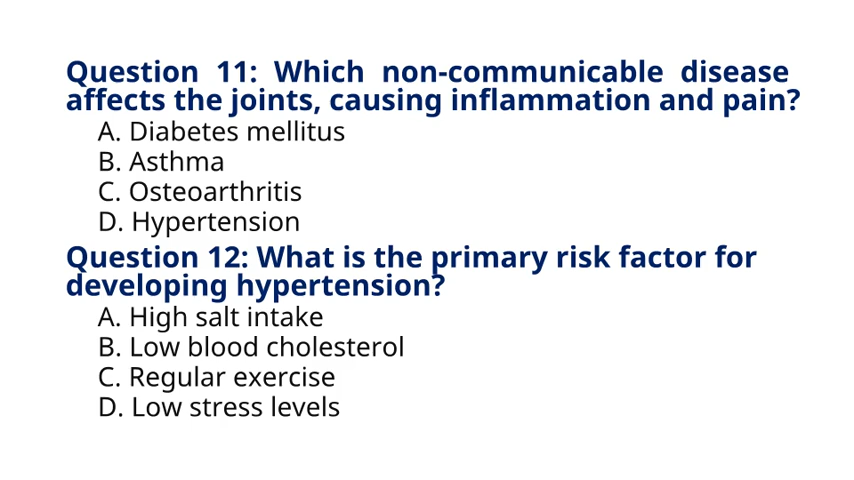 Question 11: Which non-communicable disease
affects the joints, causing inflammation and pain?
A. Diabetes mellitus
B. Asthma
C. Osteoarthritis
D. Hypertension
Question 12: What is the primary risk factor for
developing hypertension?
A. High salt intake
B. Low blood cholesterol
C. Regular exercise
D. Low stress levels